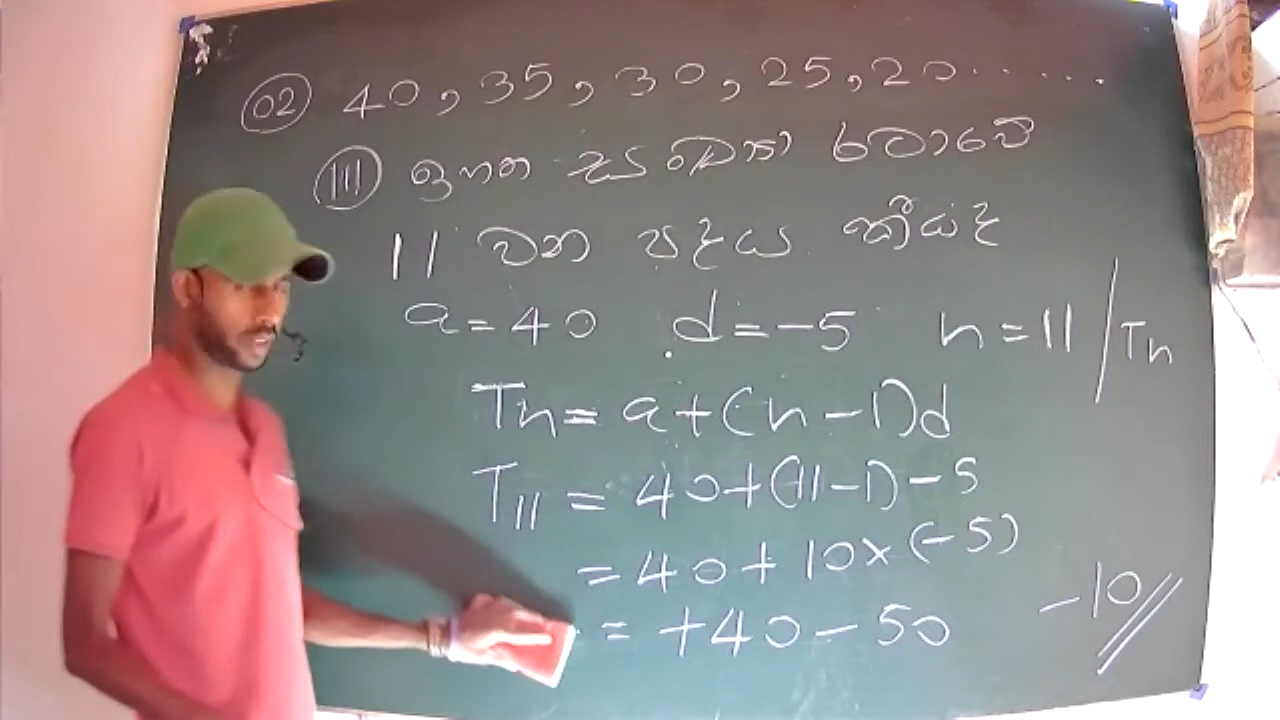 02 40, 35, 30, 25, 20......
III ඉහත සංඛ්‍යා රටාවේ
11 වන පදය කීයද
a = 40 d = -5 n = 11 / Tn
Tn = a + (n - 1)d
T11 = 40 + (11 - 1) - 5
= 40 + 10 x (-5)
= +40 - 50 -10//